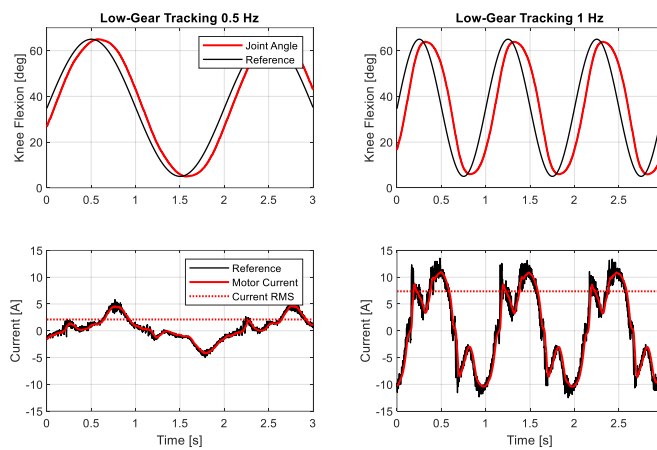 Low-Gear Tracking 0.5 Hz
Knee Flexion [deg]
60
40
20
0
Joint Angle
Reference
0 0.5 1 1.5 2 2.5 3
Low-Gear Tracking 1 Hz
Knee Flexion [deg]
60
40
20
0
0 0.5 1 1.5 2 2.5
Current [A]
15
10
5
0
-5
-10
-15
Reference
Motor Current
Current RMS
0 0.5 1 1.5 2 2.5 3
Time [s]
Current [A]
15
10
5
0
-5
-10
-15
0 0.5 1 1.5 2 2.5
Time [s]